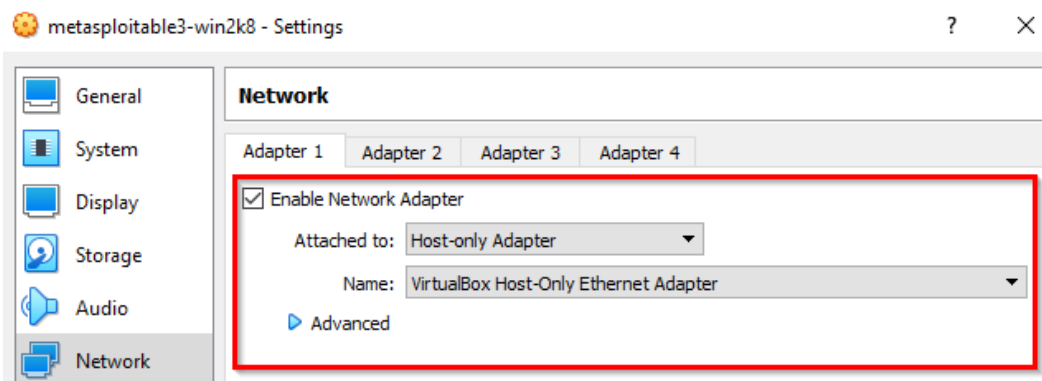 metasploitable3-win2k8 - Settings ? ×
General
System
Display
Storage
Audio
Network
Network
Adapter 1 Adapter 2 Adapter 3 Adapter 4
Enable Network Adapter
Attached to: Host-only Adapter
Name: VirtualBox Host-Only Ethernet Adapter
Advanced